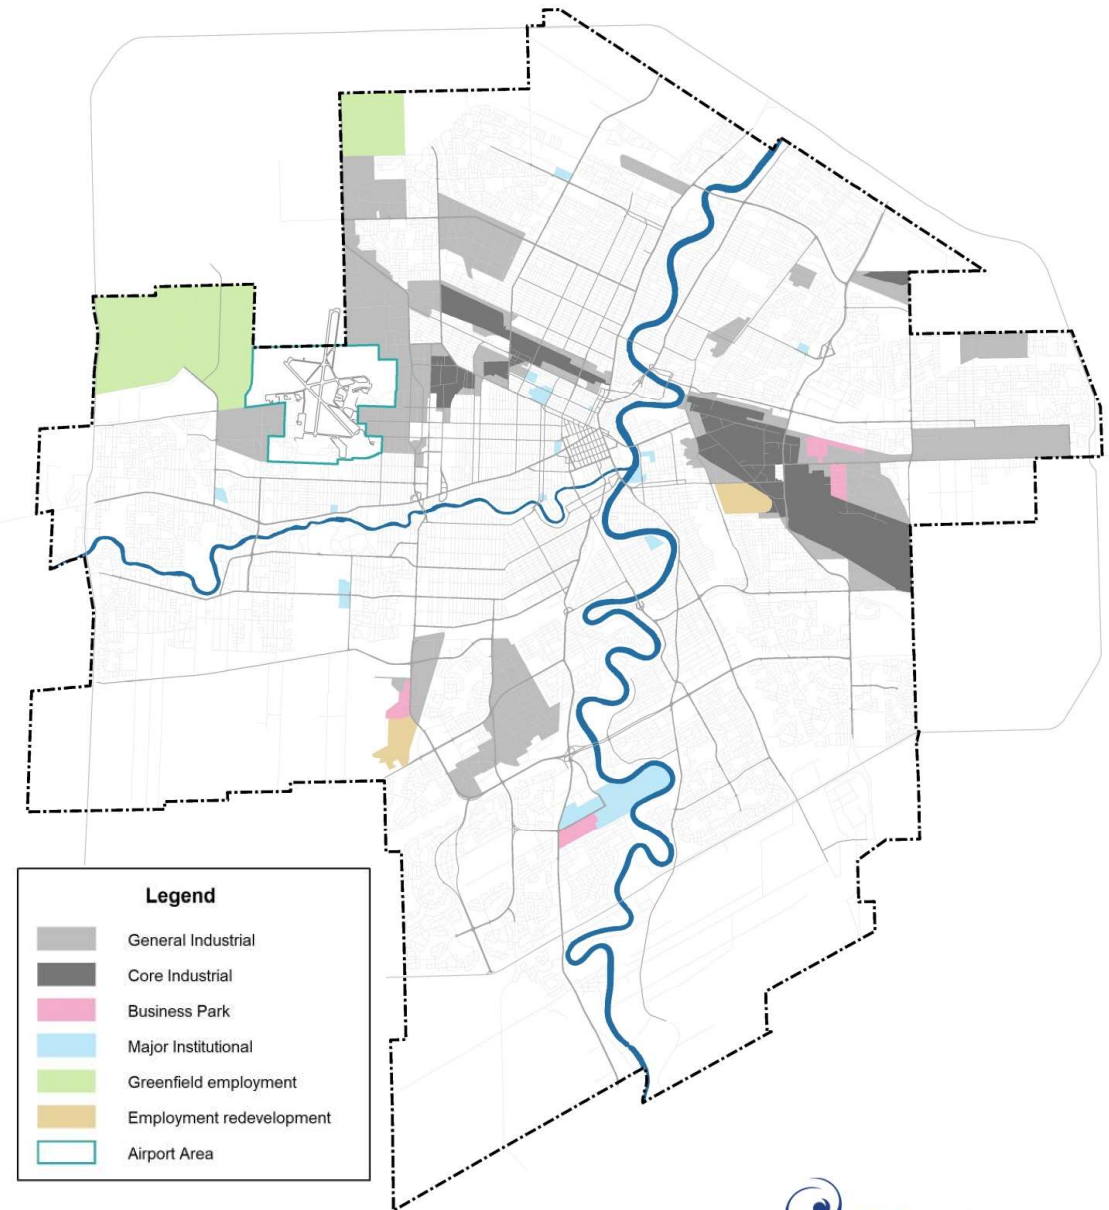 Legend
General Industrial
Core Industrial
Business Park
Major Institutional
Greenfield employment
Employment redevelopment
Airport Area